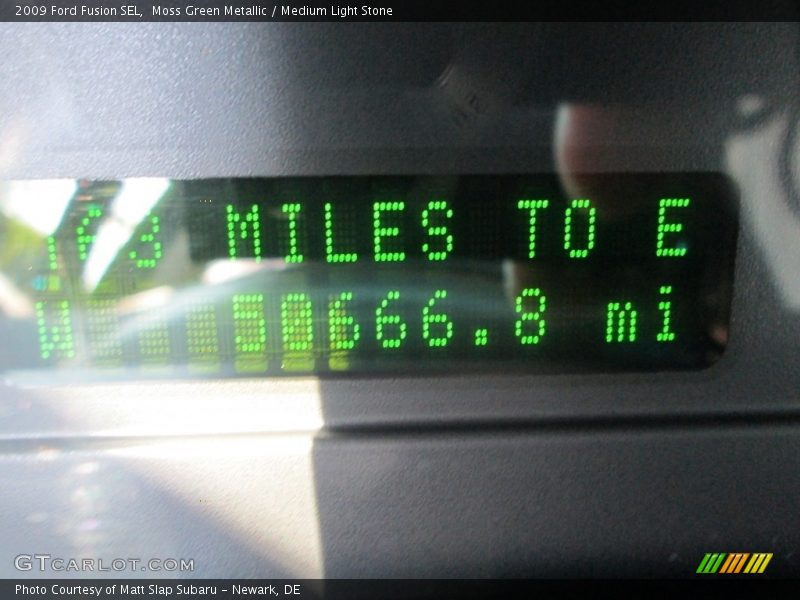 2009 Ford Fusion SEL,  Moss Green Metallic / Medium Light Stone
MILES TO E
W 50666.8 mi
GTCARLOT.COM
Photo Courtesy of Matt Slap Subaru - Newark, DE